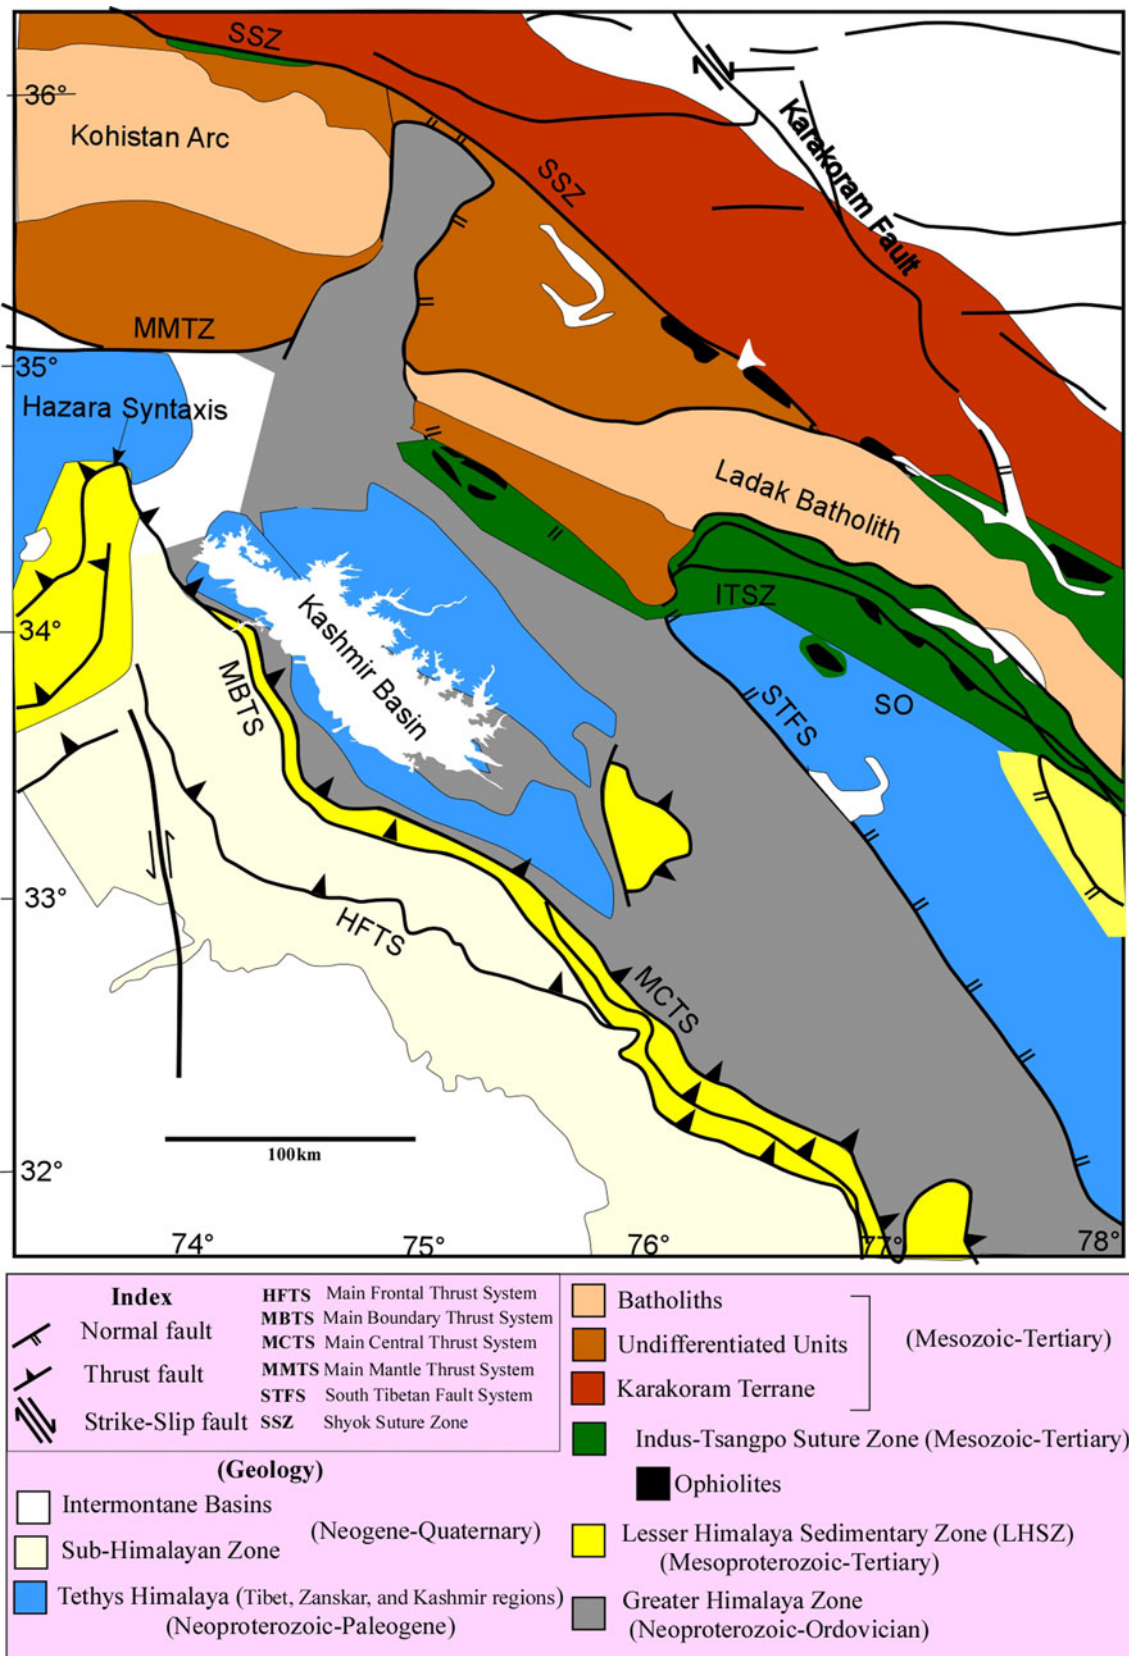 SSZ
36°
Kohistan Arc
Karakoram Fault
SSZ
MMTZ
35°
Hazara Syntaxis
Ladak Batholith
ITSZ
34°
Kashmir Basin
MBTS
STFS
SO
33°
HFTS
MCTS
100km
32°
74°
75°
76°
77°
78°
Index
Normal fault
Thrust fault
Strike-Slip fault
HFTS Main Frontal Thrust System
MBTS Main Boundary Thrust System
MCTS Main Central Thrust System
MMTS Main Mantle Thrust System
STFS South Tibetan Fault System
SSZ Shyok Suture Zone
(Geology)
Intermontane Basins
Sub-Himalayan Zone
(Neogene-Quaternary)
Tethys Himalaya (Tibet, Zanskar, and Kashmir regions)
(Neoproterozoic-Paleogene)
Batholiths
Undifferentiated Units
Karakoram Terrane
(Mesozoic-Tertiary)
Indus-Tsangpo Suture Zone (Mesozoic-Tertiary)
Ophiolites
Lesser Himalaya Sedimentary Zone (LHSZ)
(Mesoproterozoic-Tertiary)
Greater Himalaya Zone
(Neoproterozoic-Ordovician)